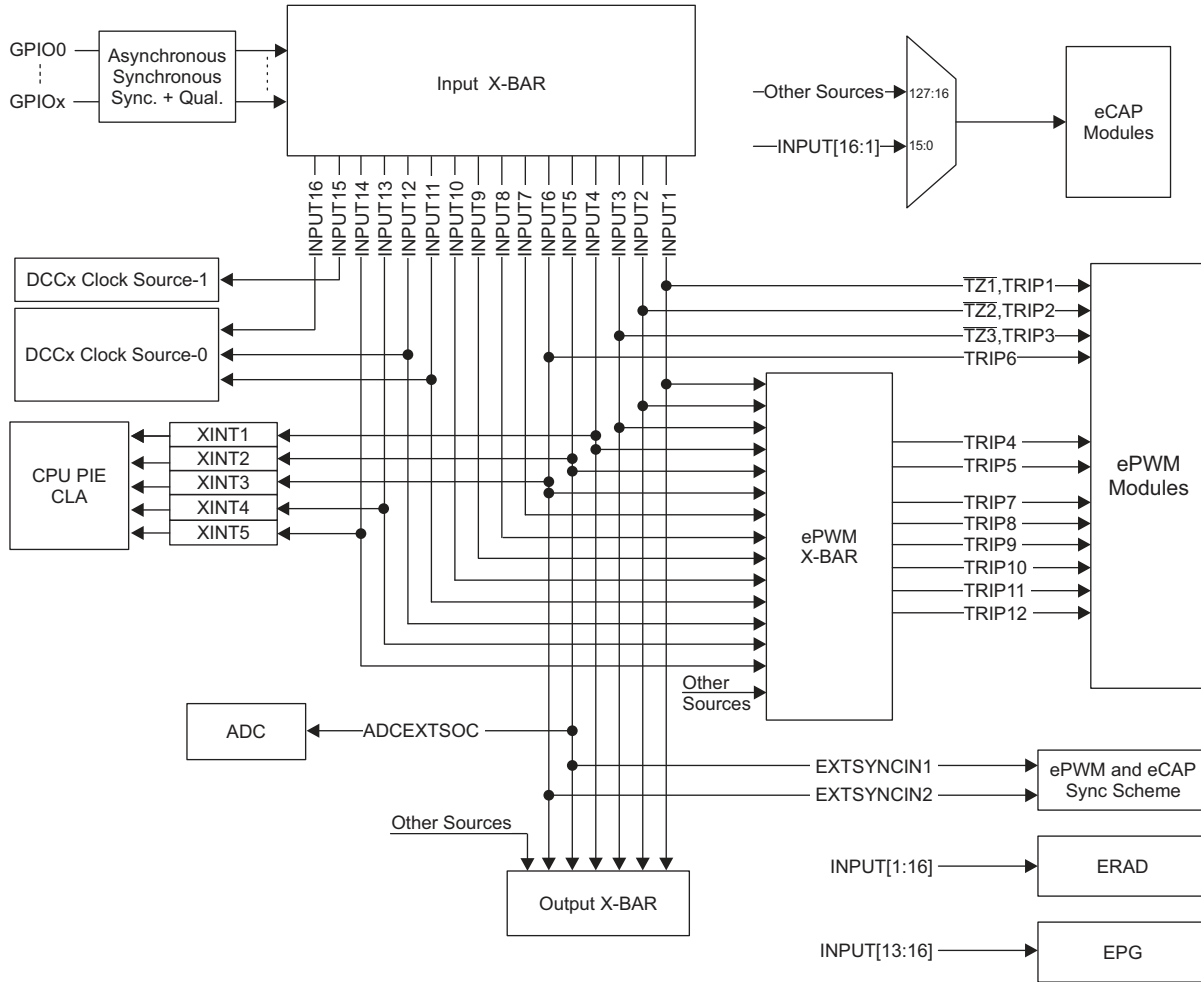 GPIO0
GPIOx
Asynchronous
Synchronous
Sync. + Qual.
Input X-BAR
Other Sources
127:16
INPUT[16:1]
15:0
eCAP
Modules
INPUT16
INPUT15
INPUT14
INPUT13
INPUT12
INPUT11
INPUT10
INPUT9
INPUT8
INPUT7
INPUT6
INPUT5
INPUT4
INPUT3
INPUT2
INPUT1
DCCx Clock Source-1
DCCx Clock Source-0
TZ1,TRIP1
TZ2,TRIP2
TZ3,TRIP3
TRIP6
CPU PIE
CLA
XINT1
XINT2
XINT3
XINT4
XINT5
ePWM
X-BAR
TRIP4
TRIP5
TRIP7
TRIP8
TRIP9
TRIP10
TRIP11
TRIP12
ePWM
Modules
Other
Sources
ADC
ADCEXTSOC
EXTSYNCIN1
EXTSYNCIN2
ePWM and eCAP
Sync Scheme
Other Sources
Output X-BAR
INPUT[1:16]
ERAD
INPUT[13:16]
EPG